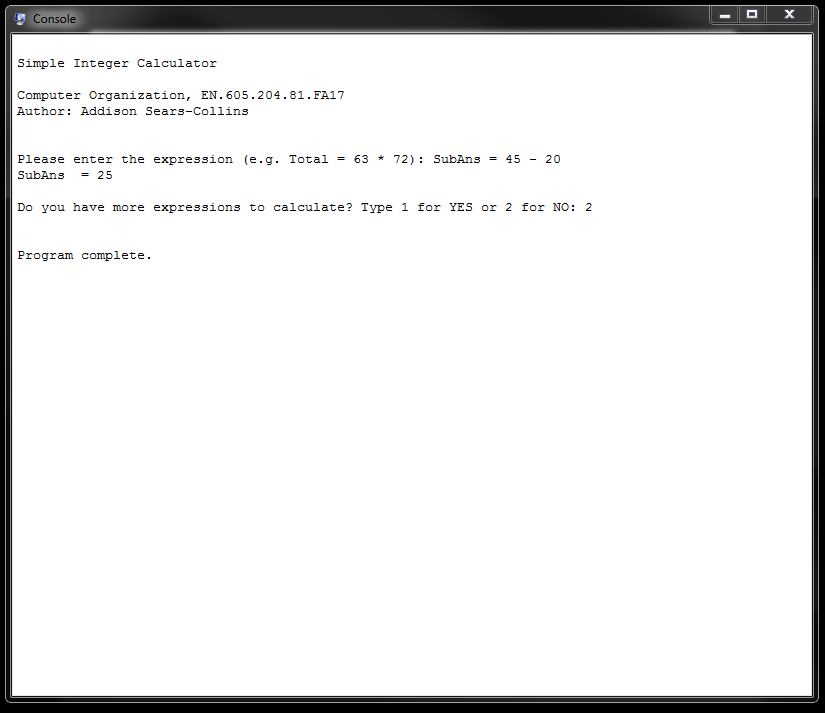 Console
Simple Integer Calculator
Computer Organization, EN.605.204.81.FA17
Author: Addison Sears-Collins
Please enter the expression (e.g. Total = 63 * 72): SubAns = 45 - 20
SubAns  = 25
Do you have more expressions to calculate? Type 1 for YES or 2 for NO: 2
Program complete.